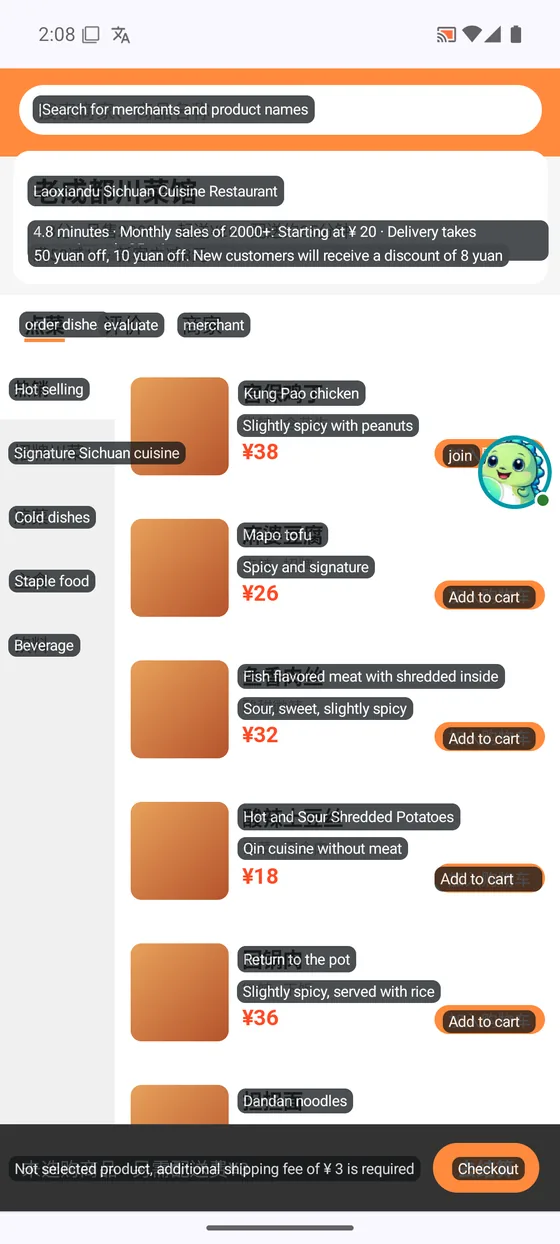 2:08
|Search for merchants and product names
Laoxiandu Sichuan Cuisine Restaurant
4.8 minutes · Monthly sales of 2000+: Starting at ¥ 20 · Delivery takes
50 yuan off, 10 yuan off. New customers will receive a discount of 8 yuan
order dishe evaluate merchant
Hot selling
Signature Sichuan cuisine
Cold dishes
Staple food
Beverage
Kung Pao chicken
Slightly spicy with peanuts
¥38
join
Mapo tofu
Spicy and signature
¥26
Add to cart
Fish flavored meat with shredded inside
Sour, sweet, slightly spicy
¥32
Add to cart
Hot and Sour Shredded Potatoes
Qin cuisine without meat
¥18
Add to cart
Return to the pot
Slightly spicy, served with rice
¥36
Add to cart
Dandan noodles
Not selected product, additional shipping fee of ¥ 3 is required
Checkout